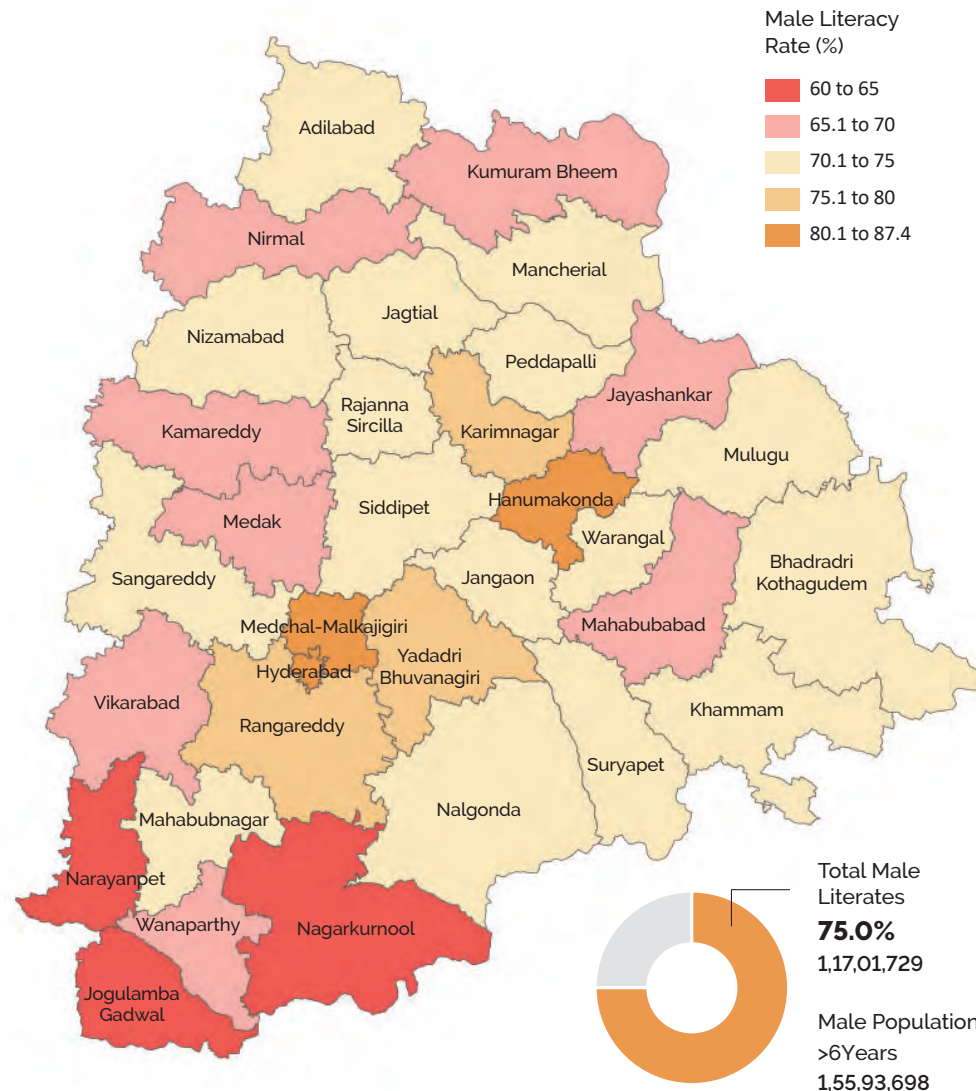 Male Literacy
Rate (%)
60 to 65
65.1 to 70
70.1 to 75
75.1 to 80
80.1 to 87.4
Adilabad
Kumuram Bheem
Nirmal
Mancherial
Jagtial
Nizamabad
Peddapalli
Jayashankar
Rajanna
Sircilla
Karimnagar
Kamareddy
Mulugu
Hanumakonda
Siddipet
Medak
Warangal
Bhadradri
Kothagudem
Jangaon
Sangareddy
Mahabubabad
Medchal-Malkajigiri
Yadadri
Bhuvanagiri
Hyderabad
Vikarabad
Khammam
Rangareddy
Suryapet
Nalgonda
Mahabubnagar
Narayanpet
Wanaparthy
Nagarkurnool
Jogulamba
Gadwal
Total Male
Literates
75.0%
1,17,01,729
Male Population
>6Years
1,55,93,698